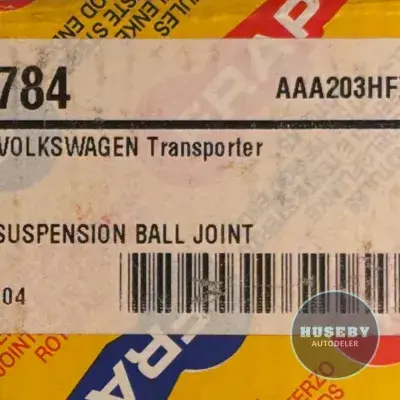 784
AAA203HF
VOLKSWAGEN Transporter
SUSPENSION BALL JOINT
04
HUSEBY
AUTODELER